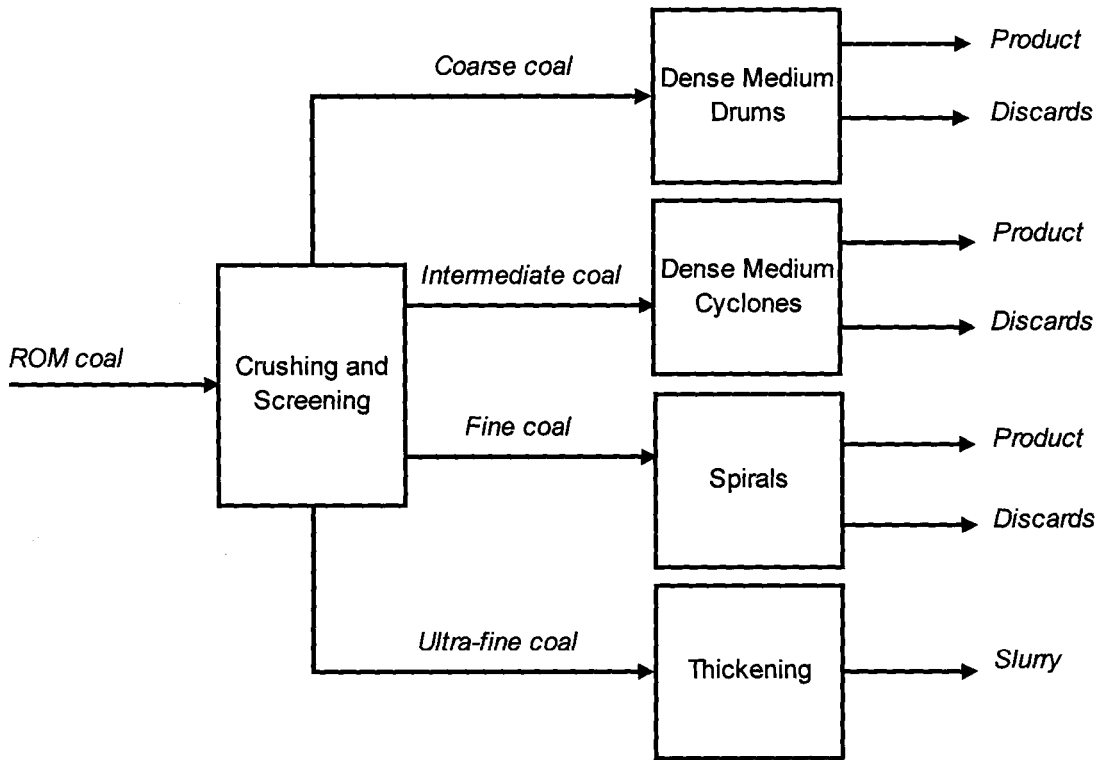 Coarse coal
Dense Medium
Drums
Product
Discards
Intermediate coal
Dense Medium
Cyclones
Product
Discards
ROM coal
Crushing and
Screening
Fine coal
Spirals
Product
Discards
Ultra-fine coal
Thickening
Slurry